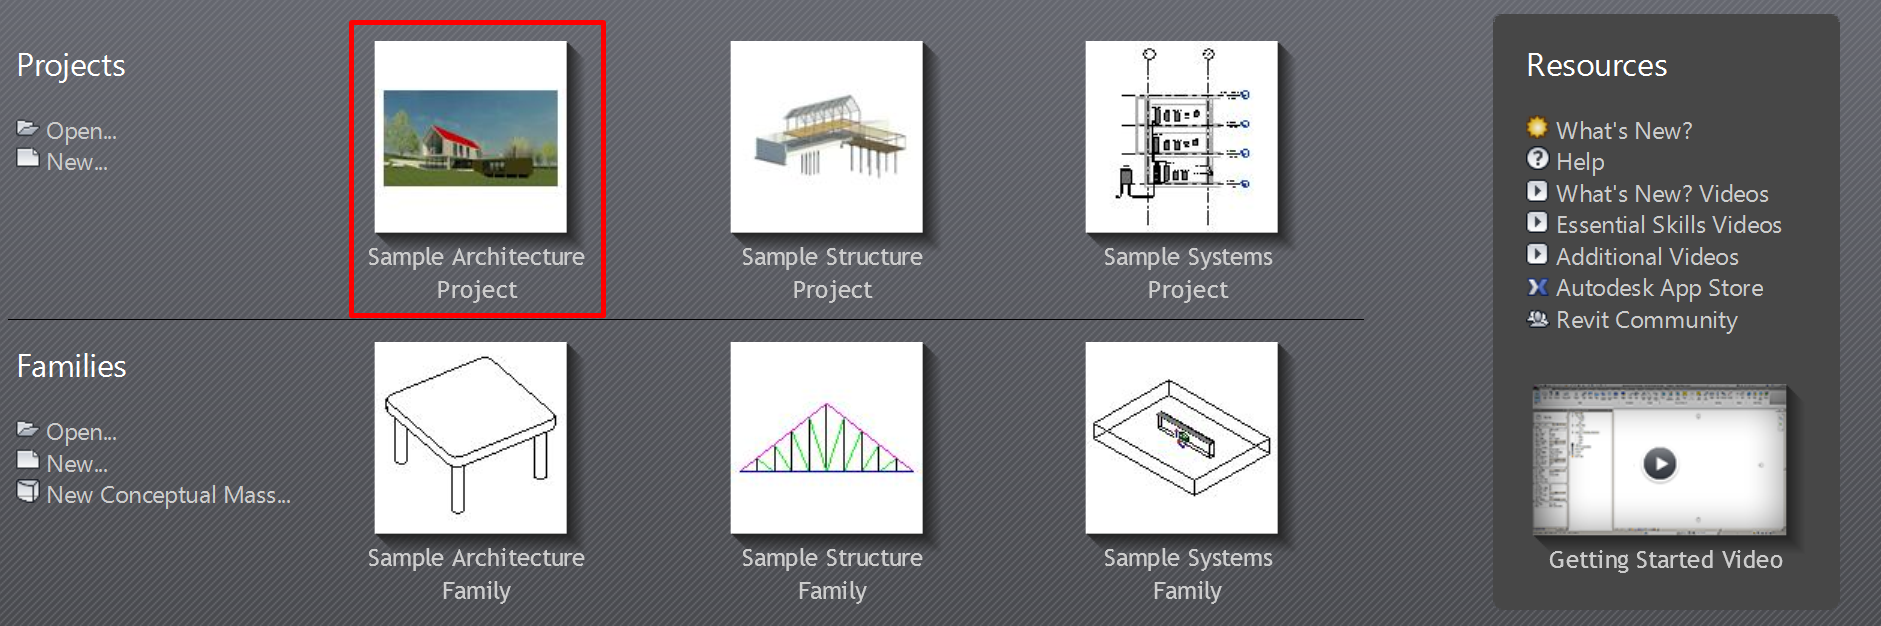 Projects
Open...
New...
Sample Architecture
Project
Sample Structure
Project
Sample Systems
Project
Families
Open...
New...
New Conceptual Mass...
Sample Architecture
Family
Sample Structure
Family
Sample Systems
Family
Resources
What's New?
Help
What's New? Videos
Essential Skills Videos
Additional Videos
Autodesk App Store
Revit Community
Getting Started Video